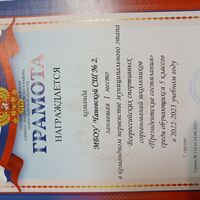 ГРАМОТА
НАГРАЖДАЕТСЯ
команда
МБОУ Чановской СШ № 2,
занявшая 1 место
в командном первенстве муниципального этапа
Всероссийских спортивных
соревнований школьников
«Президентские состязания»
среди обучающихся 5 классов
в 2022-2023 учебном году